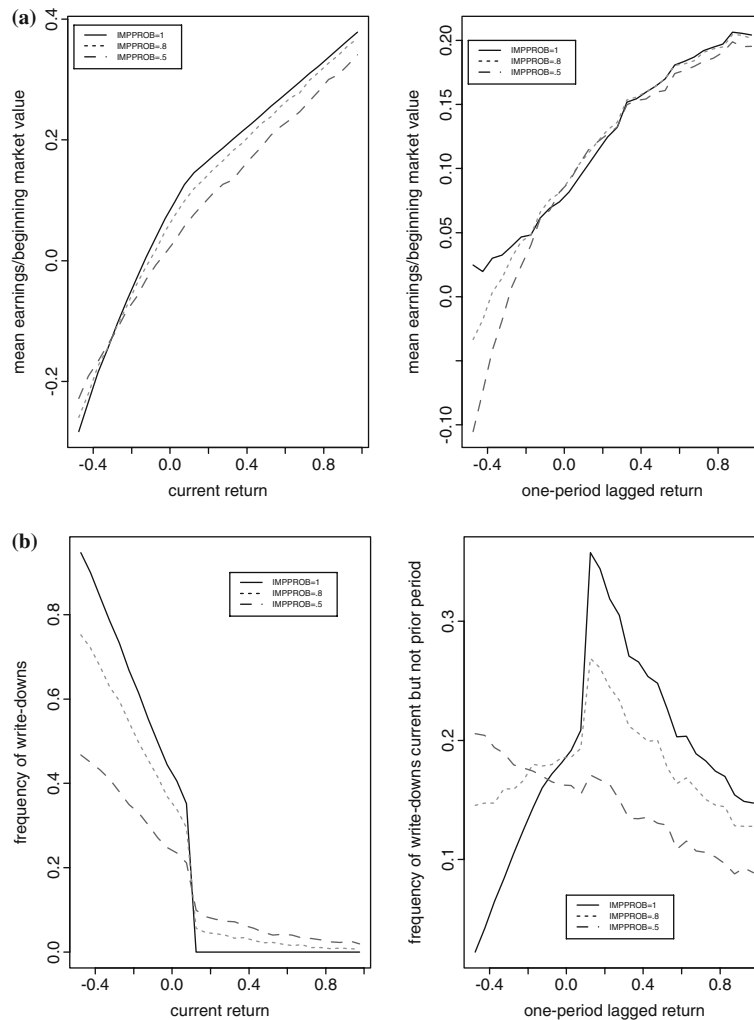 (a)
mean earnings/beginning market value
0.4
0.2
0.0
-0.2
IMPPROB=1
IMPPROB=.8
IMPPROB=.5
-0.4 0.0 0.4 0.8
current return
mean earnings/beginning market value
0.20
0.15
0.10
0.05
0.0
-0.10
IMPPROB=1
IMPPROB=.8
IMPPROB=.5
-0.4 0.0 0.4 0.8
one-period lagged return
(b)
frequency of write-downs
0.8
0.6
0.4
0.2
0.0
IMPPROB=1
IMPPROB=.8
IMPPROB=.5
-0.4 0.0 0.4 0.8
current return
frequency of write-downs current but not prior period
0.3
0.2
0.1
IMPPROB=1
IMPPROB=.8
IMPPROB=.5
-0.4 0.0 0.4 0.8
one-period lagged return